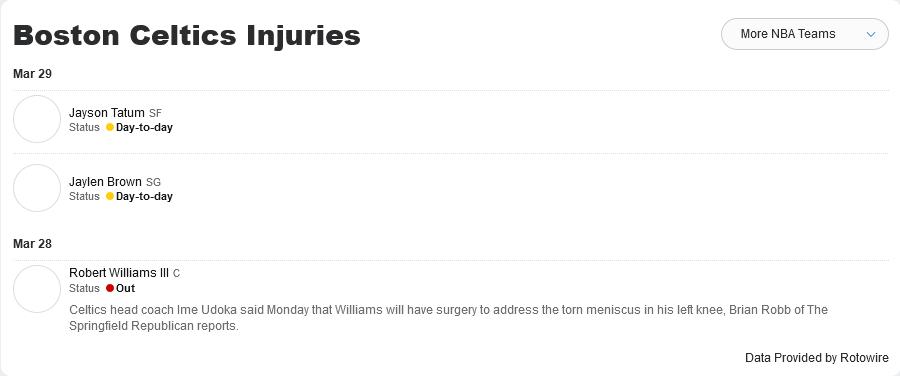 Boston Celtics Injuries
More NBA Teams
Mar 29
Jayson Tatum SF
Status Day-to-day
Jaylen Brown SG
Status Day-to-day
Mar 28
Robert Williams III C
Status Out
Celtics head coach Ime Udoka said Monday that Williams will have surgery to address the torn meniscus in his left knee, Brian Robb of The
Springfield Republican reports.
Data Provided by Rotowire